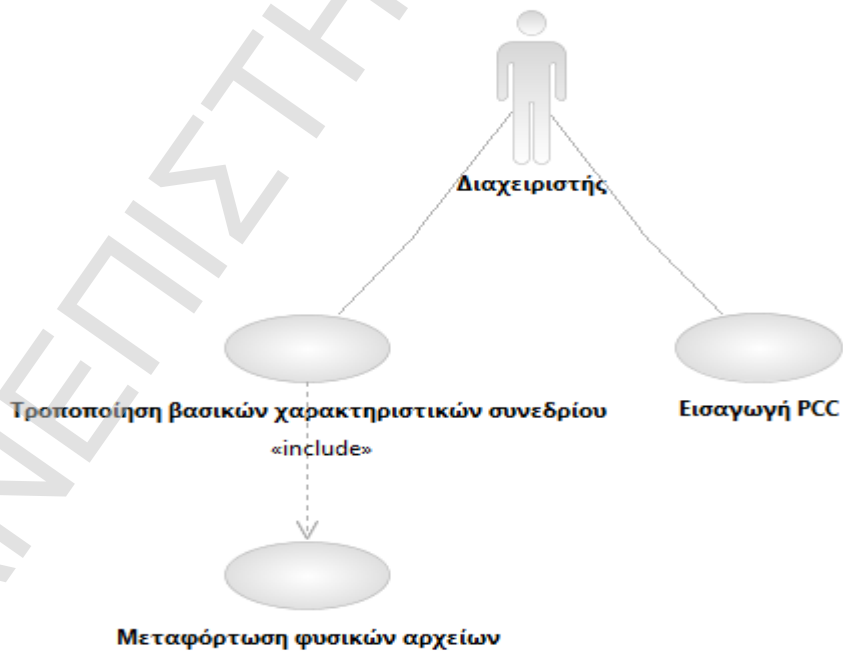 Διαχειριστής
Τροποποίηση βασικών χαρακτηριστικών συνεδρίου
Εισαγωγή PCC
«include»
Μεταφόρτωση φυσικών αρχείων